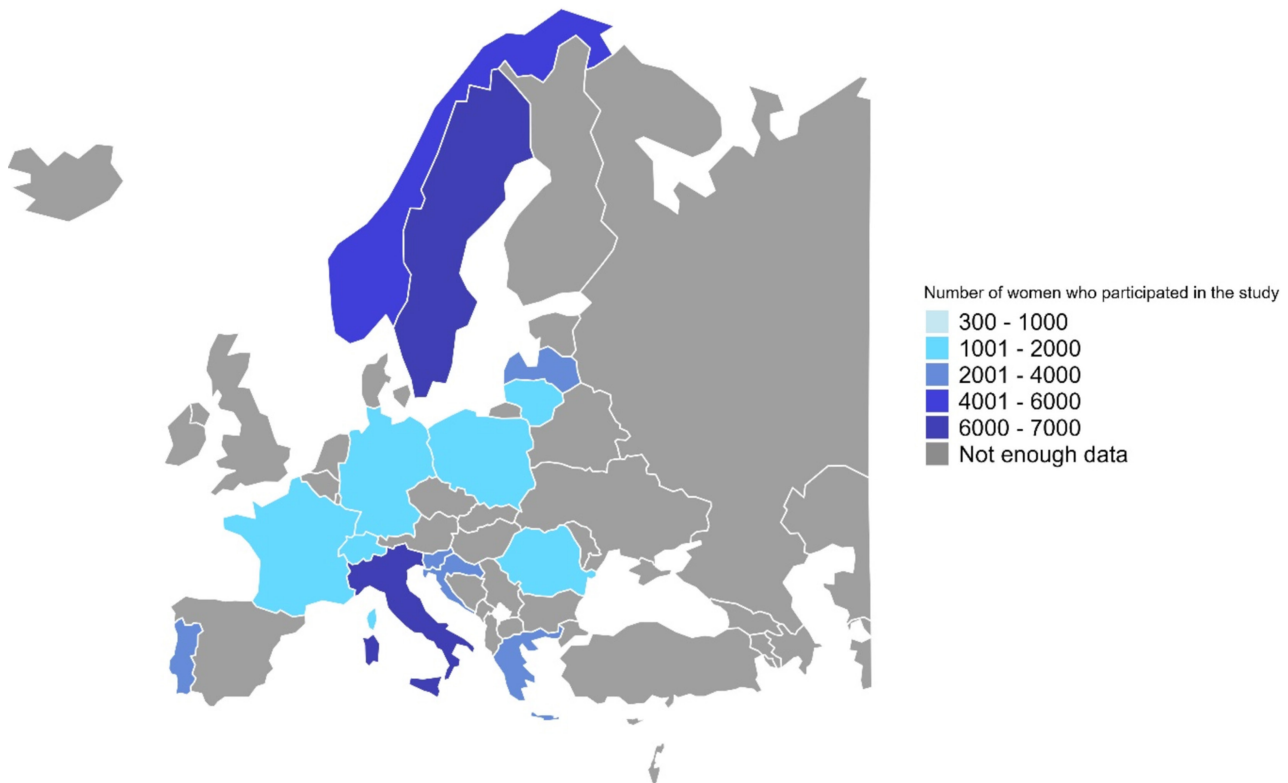 Number of women who participated in the study
300 - 1000
1001 - 2000
2001 - 4000
4001 - 6000
6000 - 7000
Not enough data